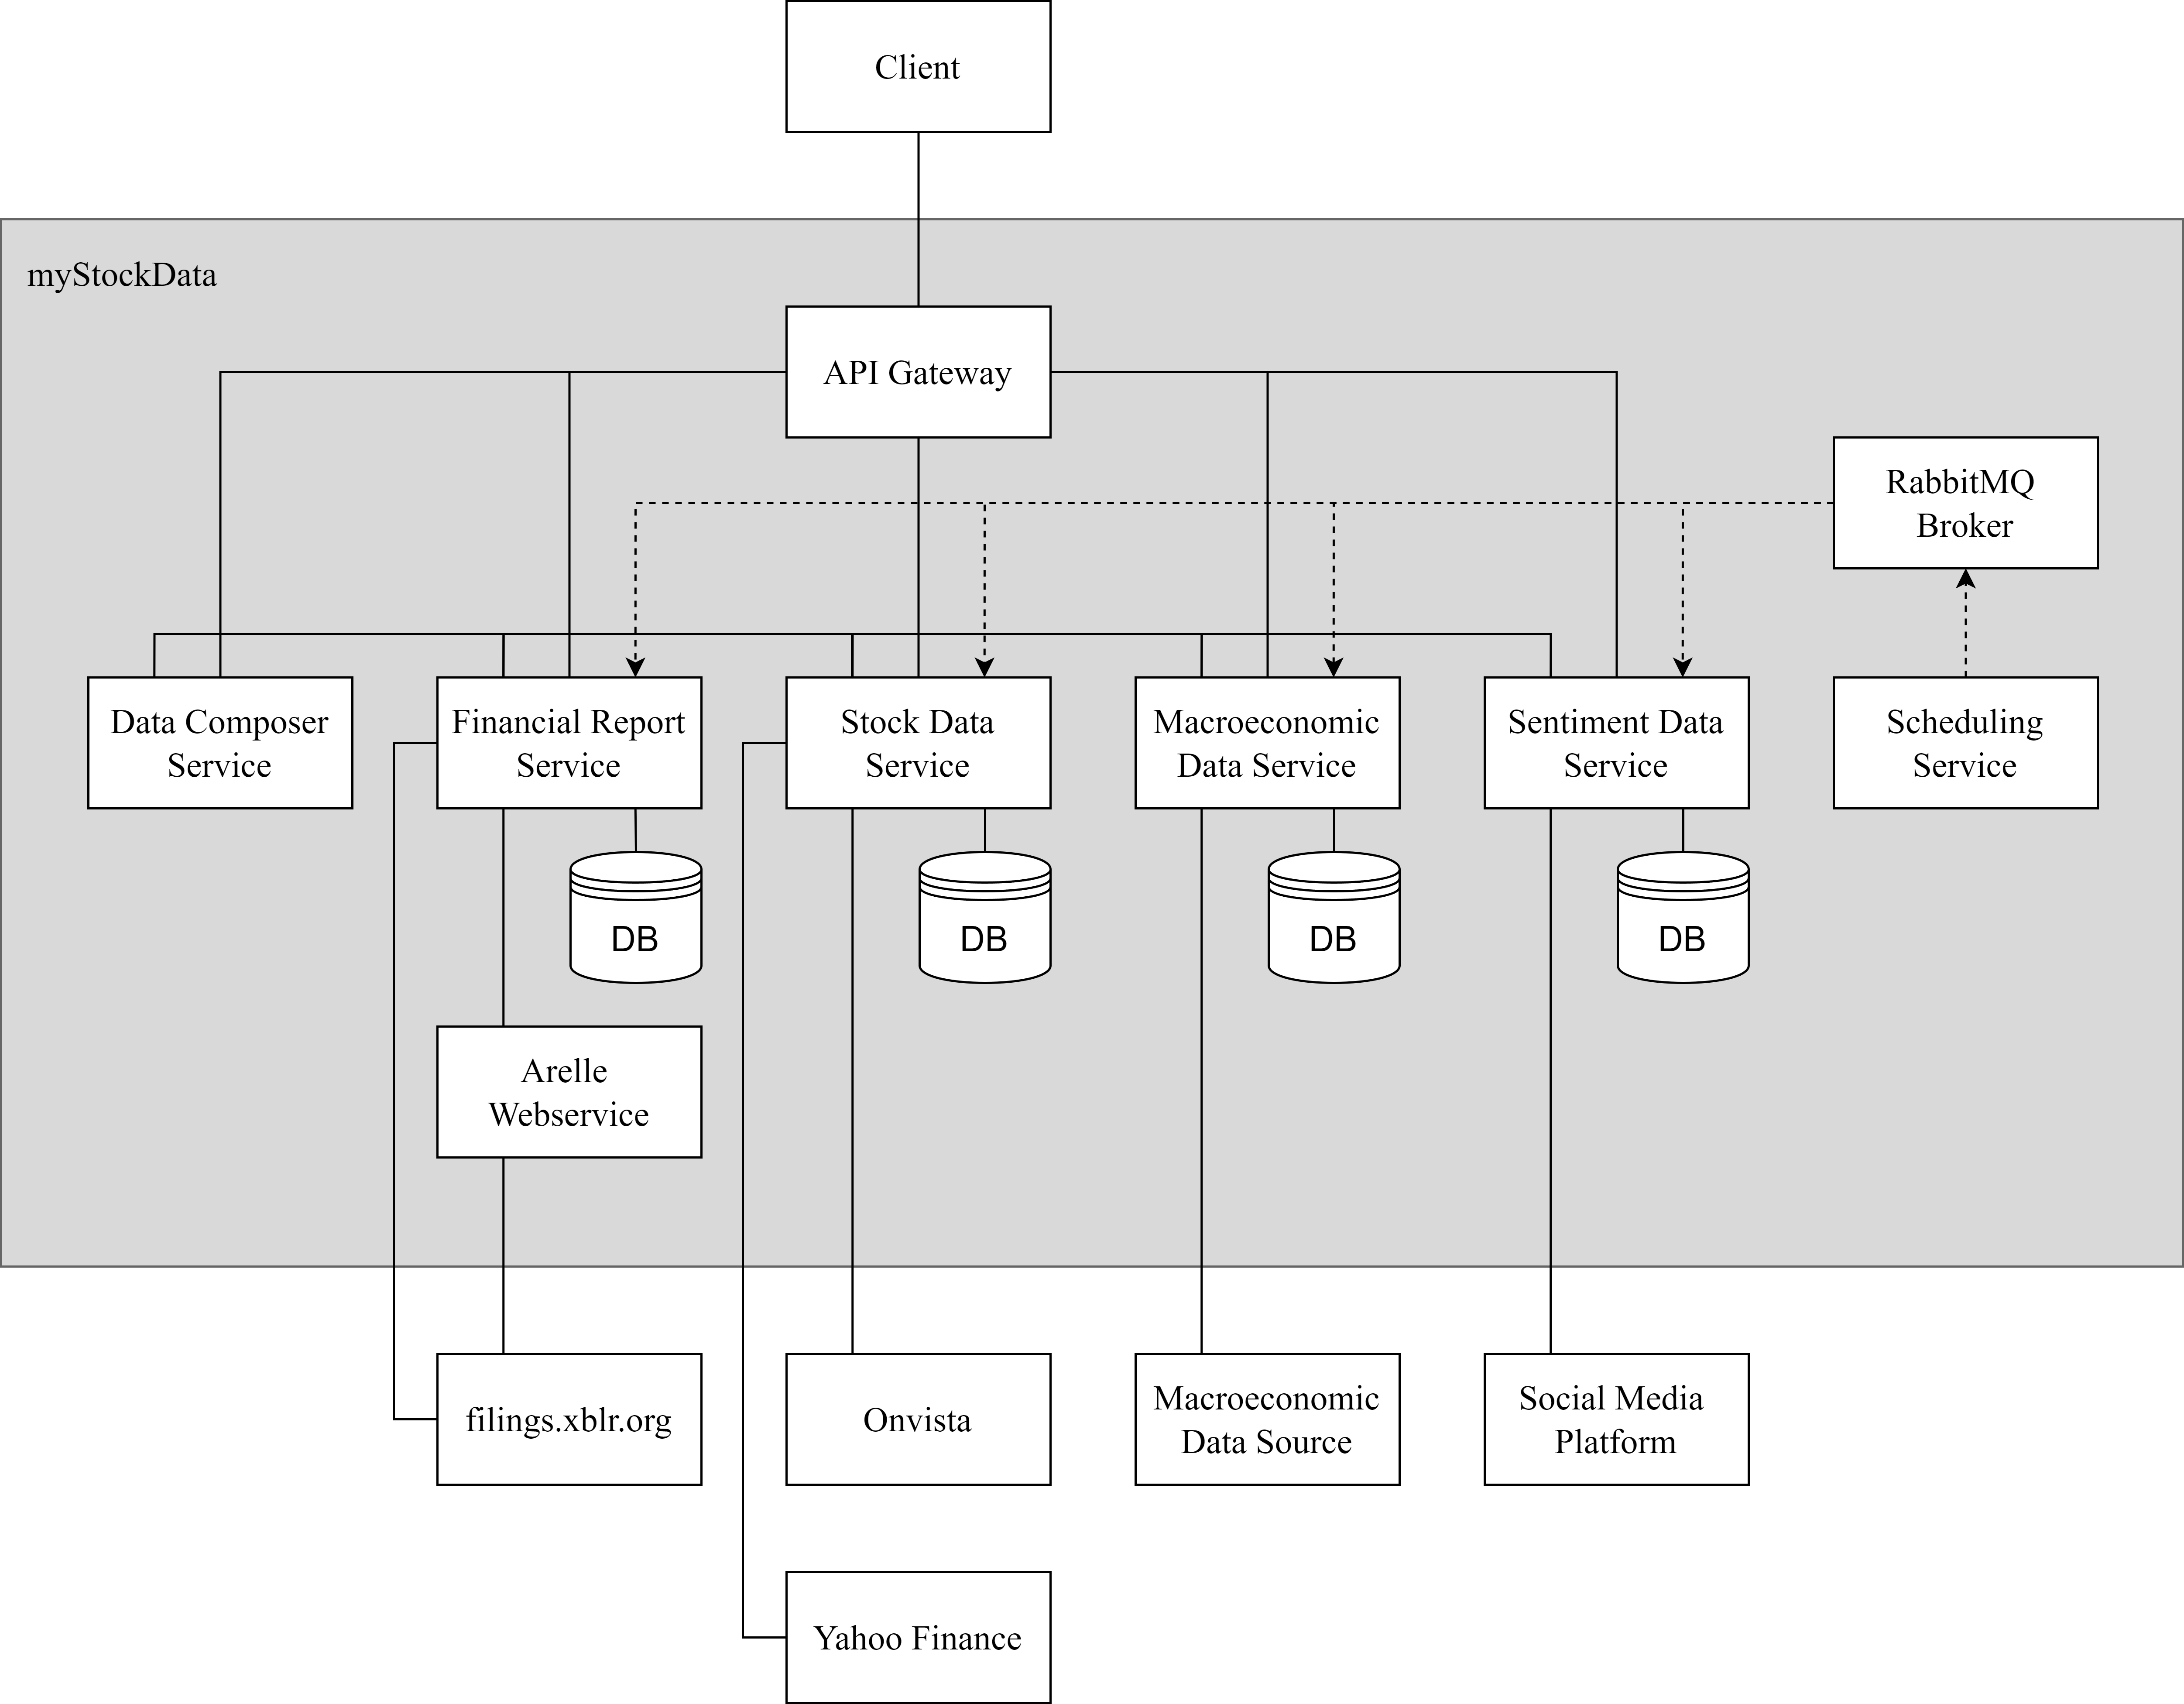 Client
myStockData
API Gateway
RabbitMQ
Broker
Data Composer
Service
Financial Report
Service
Stock Data
Service
Macroeconomic
Data Service
Sentiment Data
Service
Scheduling
Service
DB
DB
DB
DB
Arelle
Webservice
filings.xblr.org
Onvista
Macroeconomic
Data Source
Social Media
Platform
Yahoo Finance